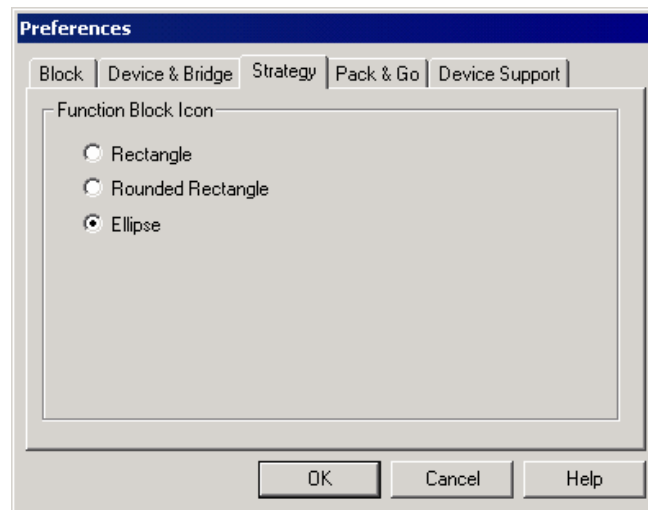 Preferences
Block Device & Bridge Strategy Pack & Go Device Support
Function Block Icon
Rectangle
Rounded Rectangle
Ellipse
OK Cancel Help